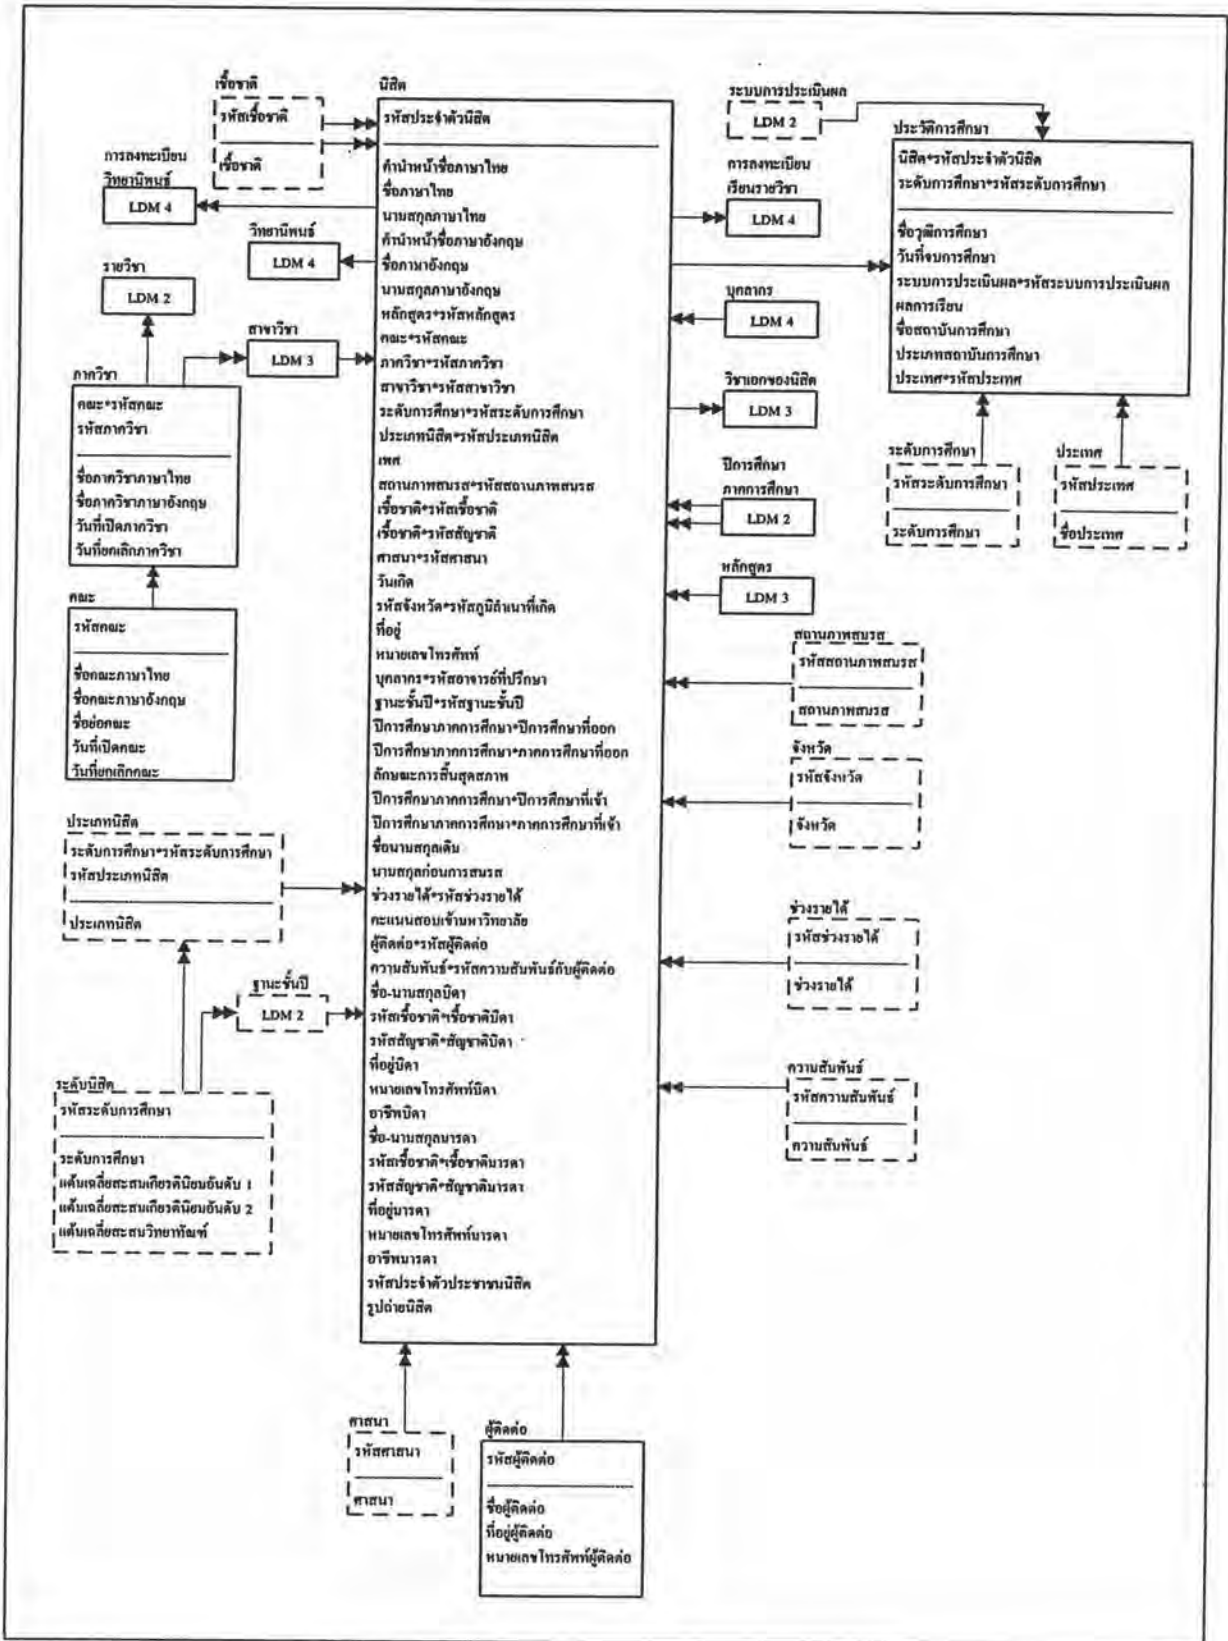 เชื้อชาติ
รหัสเชื้อชาติ
เชื้อชาติ
การลงทะเบียน
วิทยานิพนธ์
LDM 4
วิทยานิพนธ์
LDM 4
รายวิชา
LDM 2
สาขาวิชา
LDM 3
ภาควิชา
คณะ*รหัสคณะ
รหัสภาควิชา
ชื่อภาควิชาภาษาไทย
ชื่อภาควิชาภาษาอังกฤษ
วันที่เปิดภาควิชา
วันที่ยกเลิกภาควิชา
คณะ
รหัสคณะ
ชื่อคณะภาษาไทย
ชื่อคณะภาษาอังกฤษ
ชื่อย่อคณะ
วันที่เปิดคณะ
วันที่ยกเลิกคณะ
ประเภทนิสิต
ระดับการศึกษา*รหัสระดับการศึกษา
รหัสประเภทนิสิต
ประเภทนิสิต
ฐานะชั้นปี
LDM 2
ระดับนิสิต
รหัสระดับการศึกษา
ระดับการศึกษา
แต้มเฉลี่ยสะสมเกียรตินิยมอันดับ 1
แต้มเฉลี่ยสะสมเกียรตินิยมอันดับ 2
แต้มเฉลี่ยสะสมวิทยาทัณฑ์
นิสิต
รหัสประจำตัวนิสิต
คำนำหน้าชื่อภาษาไทย
ชื่อภาษาไทย
นามสกุลภาษาไทย
คำนำหน้าชื่อภาษาอังกฤษ
ชื่อภาษาอังกฤษ
นามสกุลภาษาอังกฤษ
หลักสูตร*รหัสหลักสูตร
คณะ*รหัสคณะ
ภาควิชา*รหัสภาควิชา
สาขาวิชา*รหัสสาขาวิชา
ระดับการศึกษา*รหัสระดับการศึกษา
ประเภทนิสิต*รหัสประเภทนิสิต
เพศ
สถานภาพสมรส*รหัสสถานภาพสมรส
เชื้อชาติ*รหัสเชื้อชาติ
เชื้อชาติ*รหัสสัญชาติ
ศาสนา*รหัสศาสนา
วันเกิด
รหัสจังหวัด*รหัสภูมิลำเนาที่เกิด
ที่อยู่
หมายเลขโทรศัพท์
บุคลากร*รหัสอาจารย์ที่ปรึกษา
ฐานะชั้นปี*รหัสฐานะชั้นปี
ปีการศึกษาภาคการศึกษา*ปีการศึกษาที่ออก
ปีการศึกษาภาคการศึกษา*ภาคการศึกษาที่ออก
ลักษณะการสิ้นสุดสภาพ
ปีการศึกษาภาคการศึกษา*ปีการศึกษาที่เข้า
ปีการศึกษาภาคการศึกษา*ภาคการศึกษาที่เข้า
ชื่อนามสกุลเดิม
นามสกุลก่อนการสมรส
ช่วงรายได้*รหัสช่วงรายได้
คะแนนสอบเข้ามหาวิทยาลัย
ผู้ติดต่อ*รหัสผู้ติดต่อ
ความสัมพันธ์*รหัสความสัมพันธ์กับผู้ติดต่อ
ชื่อ-นามสกุลบิดา
รหัสเชื้อชาติ*เชื้อชาติบิดา
รหัสสัญชาติ*สัญชาติบิดา
ที่อยู่บิดา
หมายเลขโทรศัพท์บิดา
อาชีพบิดา
ชื่อ-นามสกุลมารดา
รหัสเชื้อชาติ*เชื้อชาติมารดา
รหัสสัญชาติ*สัญชาติมารดา
ที่อยู่มารดา
หมายเลขโทรศัพท์มารดา
อาชีพมารดา
รหัสประจำตัวประชาชนนิสิต
รูปถ่ายนิสิต
ศาสนา
รหัสศาสนา
ศาสนา
ผู้ติดต่อ
รหัสผู้ติดต่อ
ชื่อผู้ติดต่อ
ที่อยู่ผู้ติดต่อ
หมายเลขโทรศัพท์ผู้ติดต่อ
ระบบการประเมินผล
LDM 2
การลงทะเบียน
เรียนรายวิชา
LDM 4
บุคลากร
LDM 4
วิชาเอกของนิสิต
LDM 3
ปีการศึกษา
ภาคการศึกษา
LDM 2
หลักสูตร
LDM 3
ประวัติการศึกษา
นิสิต*รหัสประจำตัวนิสิต
ระดับการศึกษา*รหัสระดับการศึกษา
ชื่อวุฒิการศึกษา
วันที่จบการศึกษา
ระบบการประเมินผล*รหัสระบบการประเมินผล
ผลการเรียน
ชื่อสถาบันการศึกษา
ประเภทสถาบันการศึกษา
ประเทศ*รหัสประเทศ
ระดับการศึกษา
รหัสระดับการศึกษา
ระดับการศึกษา
ประเทศ
รหัสประเทศ
ชื่อประเทศ
สถานภาพสมรส
รหัสสถานภาพสมรส
สถานภาพสมรส
จังหวัด
รหัสจังหวัด
จังหวัด
ช่วงรายได้
รหัสช่วงรายได้
ช่วงรายได้
ความสัมพันธ์
รหัสความสัมพันธ์
ความสัมพันธ์